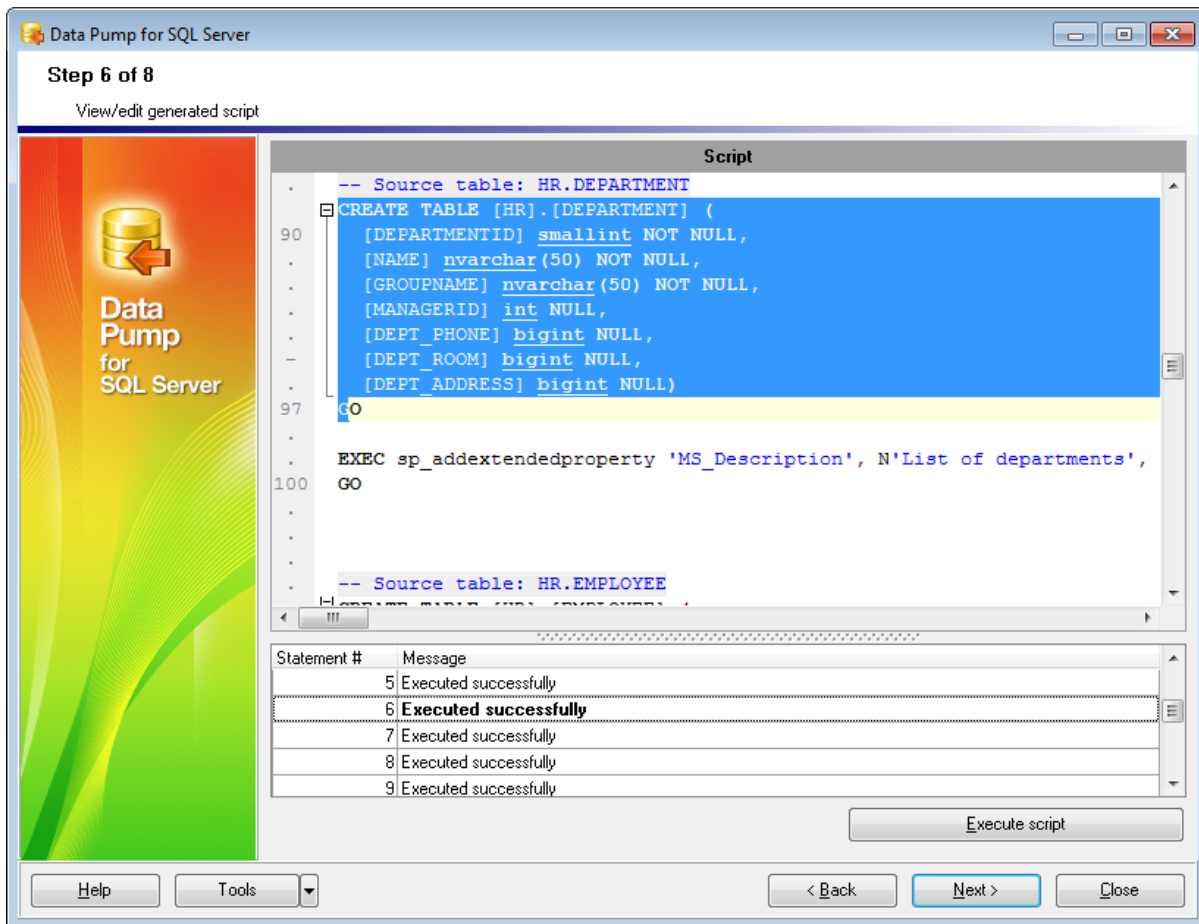 Data Pump for SQL Server
Step 6 of 8
View/edit generated script
Data
Pump
for
SQL Server
Script
-- Source table: HR.DEPARTMENT
CREATE TABLE [HR].[DEPARTMENT] (
90 [DEPARTMENTID] smallint NOT NULL,
[NAME] nvarchar(50) NOT NULL,
[GROUPNAME] nvarchar(50) NOT NULL,
[MANAGERID] int NULL,
[DEPT_PHONE] bigint NULL,
[DEPT_ROOM] bigint NULL,
[DEPT_ADDRESS] bigint NULL)
97 GO
EXEC sp_addextendedproperty 'MS_Description', N'List of departments',
100 GO
-- Source table: HR.EMPLOYEE
CREATE TABLE [HR].[EMPLOYEE] (
Statement # Message
5 Executed successfully
6 Executed successfully
7 Executed successfully
8 Executed successfully
9 Executed successfully
Execute script
Help Tools < Back Next > Close